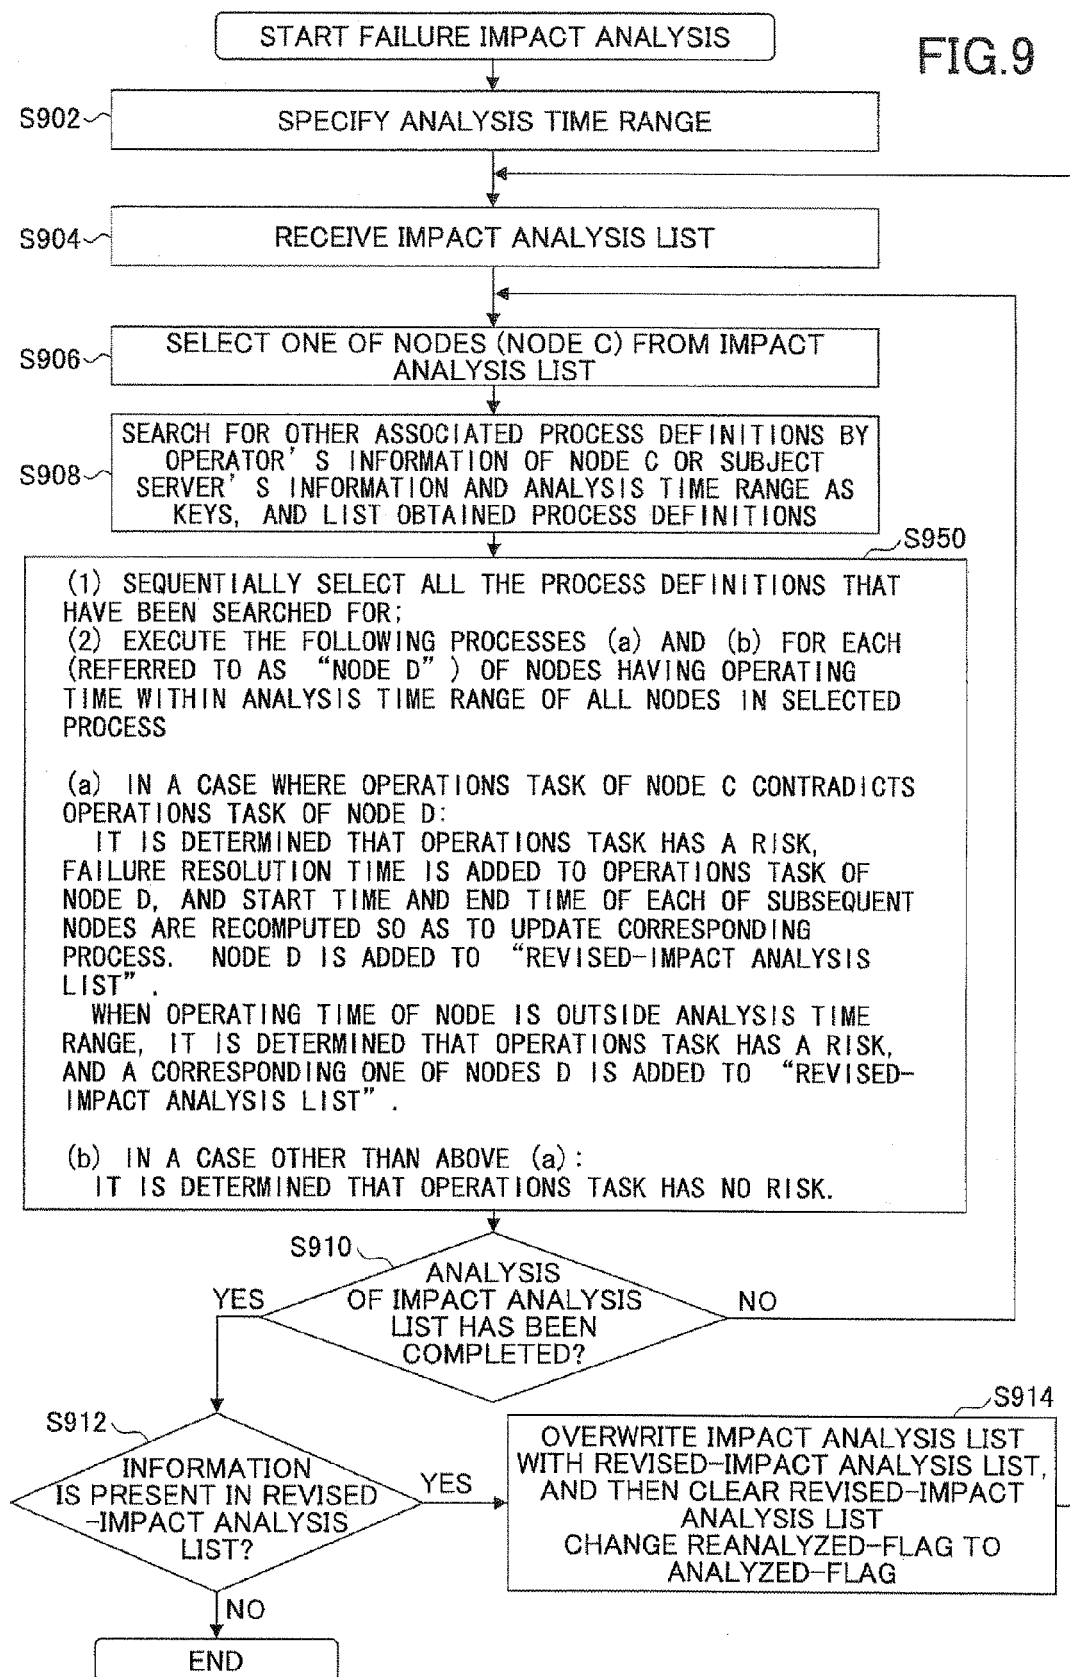 START FAILURE IMPACT ANALYSIS
FIG.9
S902
SPECIFY ANALYSIS TIME RANGE
S904
RECEIVE IMPACT ANALYSIS LIST
S906
SELECT ONE OF NODES (NODE C) FROM IMPACT
ANALYSIS LIST
S908
SEARCH FOR OTHER ASSOCIATED PROCESS DEFINITIONS BY
OPERATOR'S INFORMATION OF NODE C OR SUBJECT
SERVER'S INFORMATION AND ANALYSIS TIME RANGE AS
KEYS, AND LIST OBTAINED PROCESS DEFINITIONS
S950
(1) SEQUENTIALLY SELECT ALL THE PROCESS DEFINITIONS THAT
HAVE BEEN SEARCHED FOR;
(2) EXECUTE THE FOLLOWING PROCESSES (a) AND (b) FOR EACH
(REFERRED TO AS "NODE D") OF NODES HAVING OPERATING
TIME WITHIN ANALYSIS TIME RANGE OF ALL NODES IN SELECTED
PROCESS
(a) IN A CASE WHERE OPERATIONS TASK OF NODE C CONTRADICTS
OPERATIONS TASK OF NODE D:
IT IS DETERMINED THAT OPERATIONS TASK HAS A RISK,
FAILURE RESOLUTION TIME IS ADDED TO OPERATIONS TASK OF
NODE D, AND START TIME AND END TIME OF EACH OF SUBSEQUENT
NODES ARE RECOMPUTED SO AS TO UPDATE CORRESPONDING
PROCESS. NODE D IS ADDED TO "REVISED-IMPACT ANALYSIS
LIST".
WHEN OPERATING TIME OF NODE IS OUTSIDE ANALYSIS TIME
RANGE, IT IS DETERMINED THAT OPERATIONS TASK HAS A RISK,
AND A CORRESPONDING ONE OF NODES D IS ADDED TO "REVISED-
IMPACT ANALYSIS LIST".
(b) IN A CASE OTHER THAN ABOVE (a):
IT IS DETERMINED THAT OPERATIONS TASK HAS NO RISK.
S910
ANALYSIS
OF IMPACT ANALYSIS
LIST HAS BEEN
COMPLETED?
YES
NO
S912
INFORMATION
IS PRESENT IN REVISED
-IMPACT ANALYSIS
LIST?
YES
NO
S914
OVERWRITE IMPACT ANALYSIS LIST
WITH REVISED-IMPACT ANALYSIS LIST,
AND THEN CLEAR REVISED-IMPACT
ANALYSIS LIST
CHANGE REANALYZED-FLAG TO
ANALYZED-FLAG
END